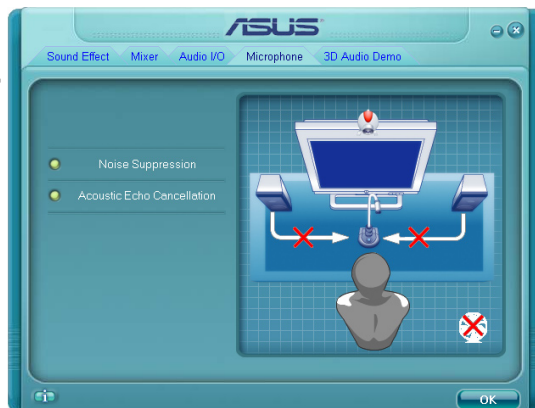 ASUS
Sound Effect Mixer Audio I/O Microphone 3D Audio Demo
Noise Suppression
Acoustic Echo Cancellation
OK